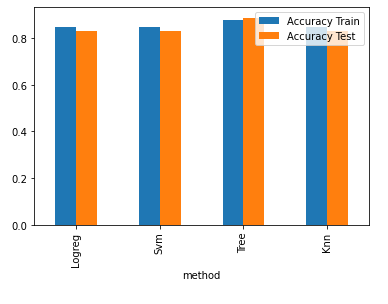 Accuracy Train
Accuracy Test
0.8
0.6
0.4
0.2
0.0
Logreg
Svm
Tree
Knn
method